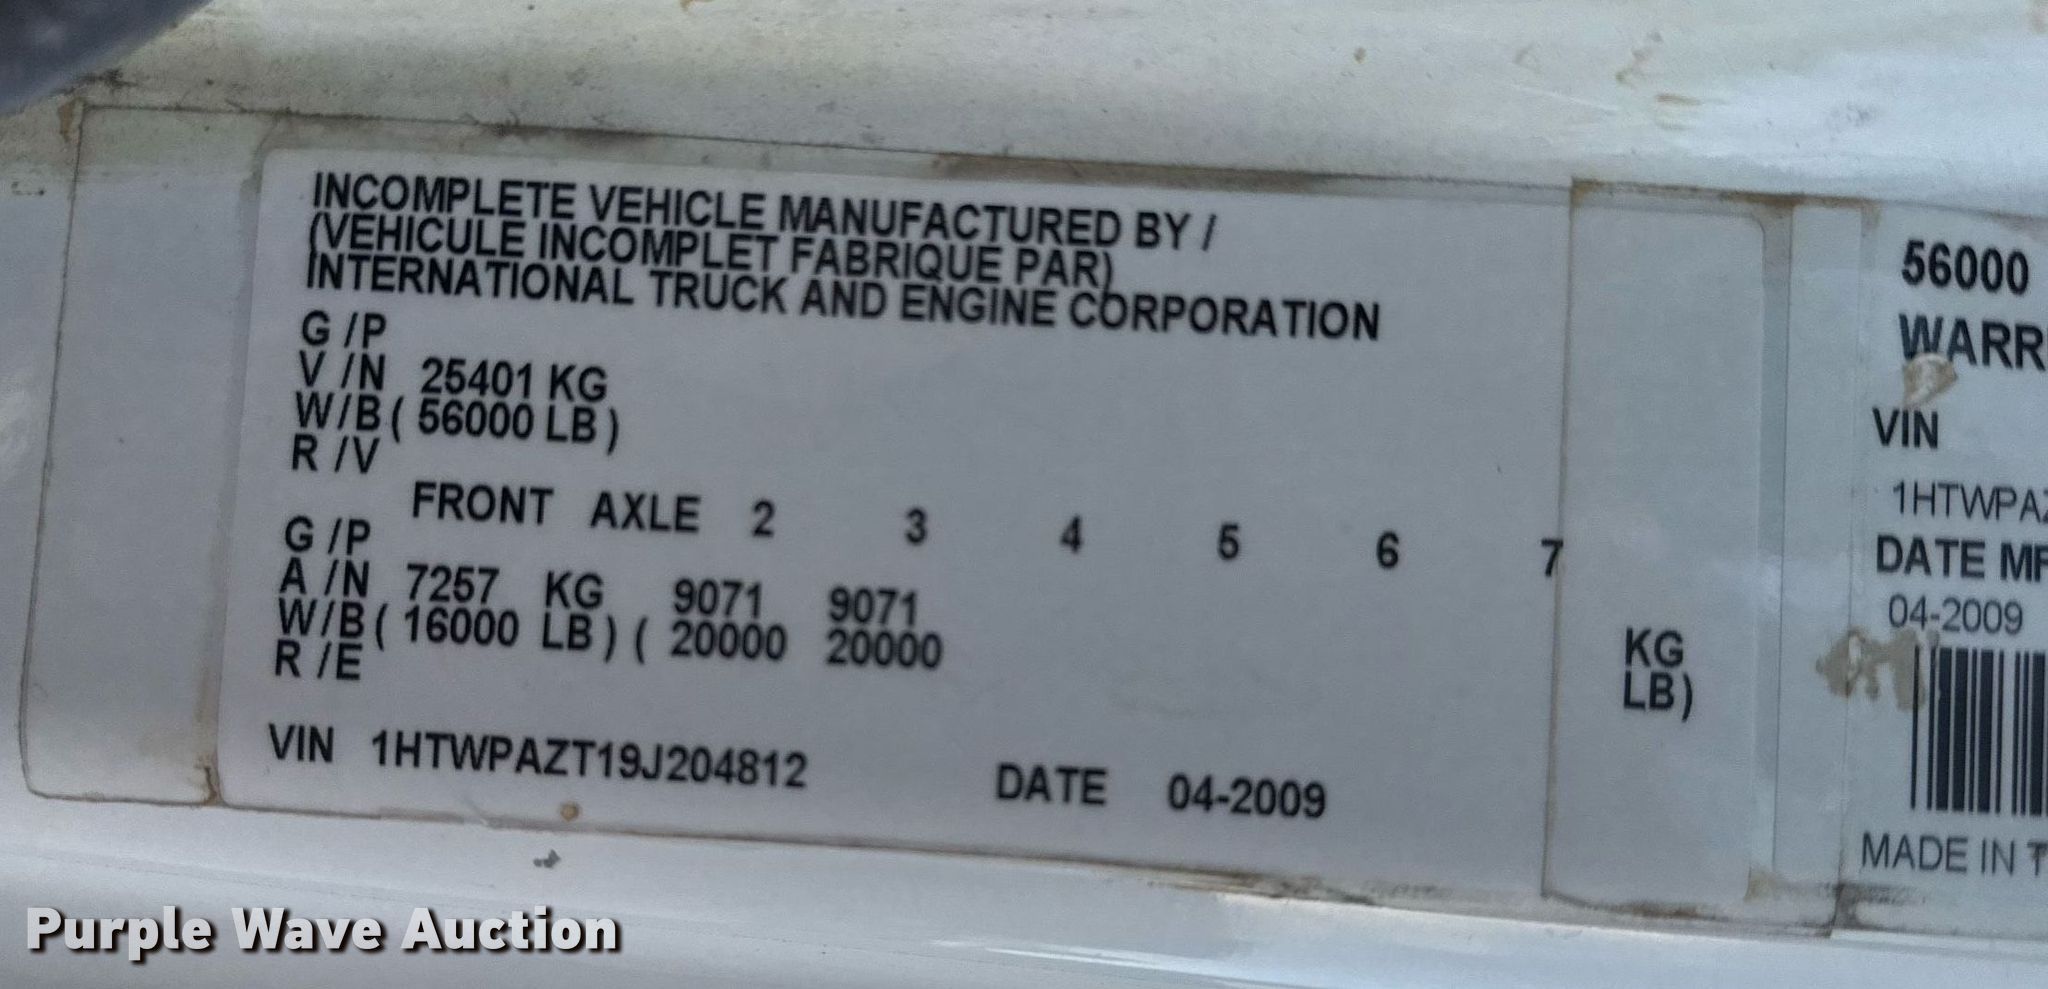 INCOMPLETE VEHICLE MANUFACTURED BY /
(VEHICULE INCOMPLET FABRIQUE PAR)
INTERNATIONAL TRUCK AND ENGINE CORPORATION
G /P
V /N 25401 KG
W/B ( 56000 LB )
R /V
FRONT AXLE 2 3 4 5 6 7
G /P
A /N 7257 KG 9071 9071 KG
W/B ( 16000 LB ) ( 20000 20000 LB)
R /E
VIN 1HTWPAZT19J204812 DATE 04-2009
56000
WARR
VIN
1HTWPAZ
DATE MF
04-2009
MADE IN T
Purple Wave Auction